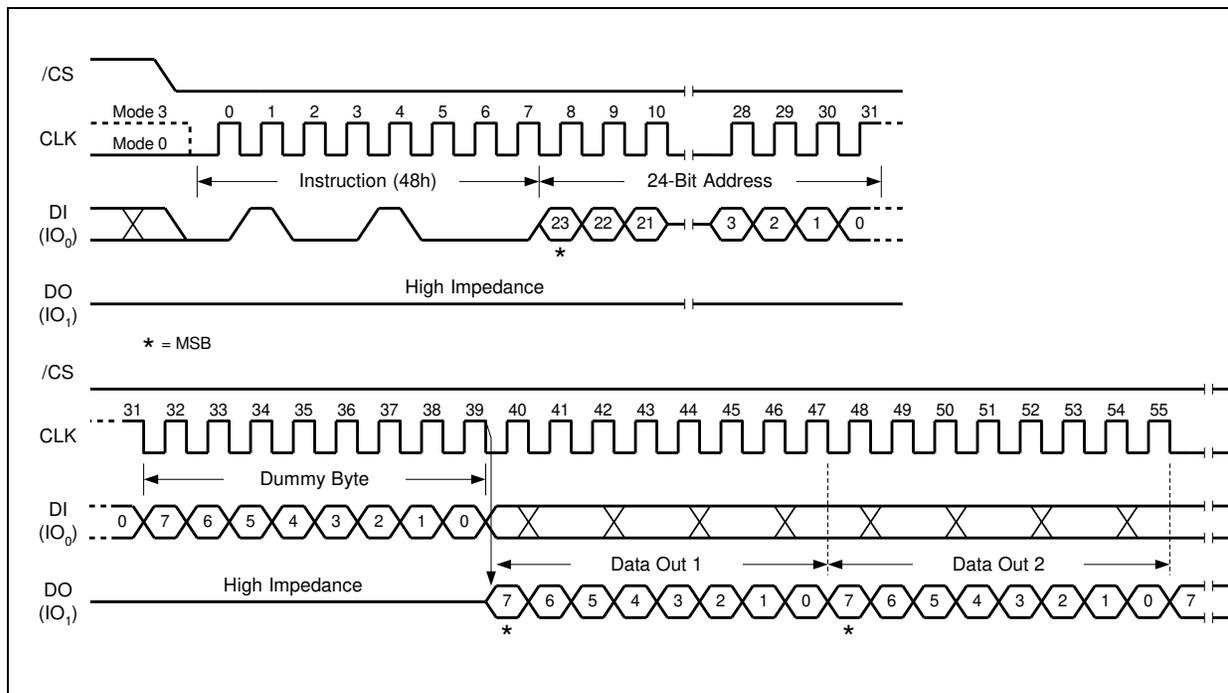 /CS
Mode 3 0 1 2 3 4 5 6 7 8 9 10 28 29 30 31
CLK
Mode 0
Instruction (48h) 24-Bit Address
DI
(IO0) 23 22 21 3 2 1 0
*
DO High Impedance
(IO1)
* = MSB
/CS
31 32 33 34 35 36 37 38 39 40 41 42 43 44 45 46 47 48 49 50 51 52 53 54 55
CLK
Dummy Byte
DI
(IO0) 0 7 6 5 4 3 2 1 0
Data Out 1 Data Out 2
DO High Impedance
(IO1) 7 6 5 4 3 2 1 0 7 6 5 4 3 2 1 0 7
* *